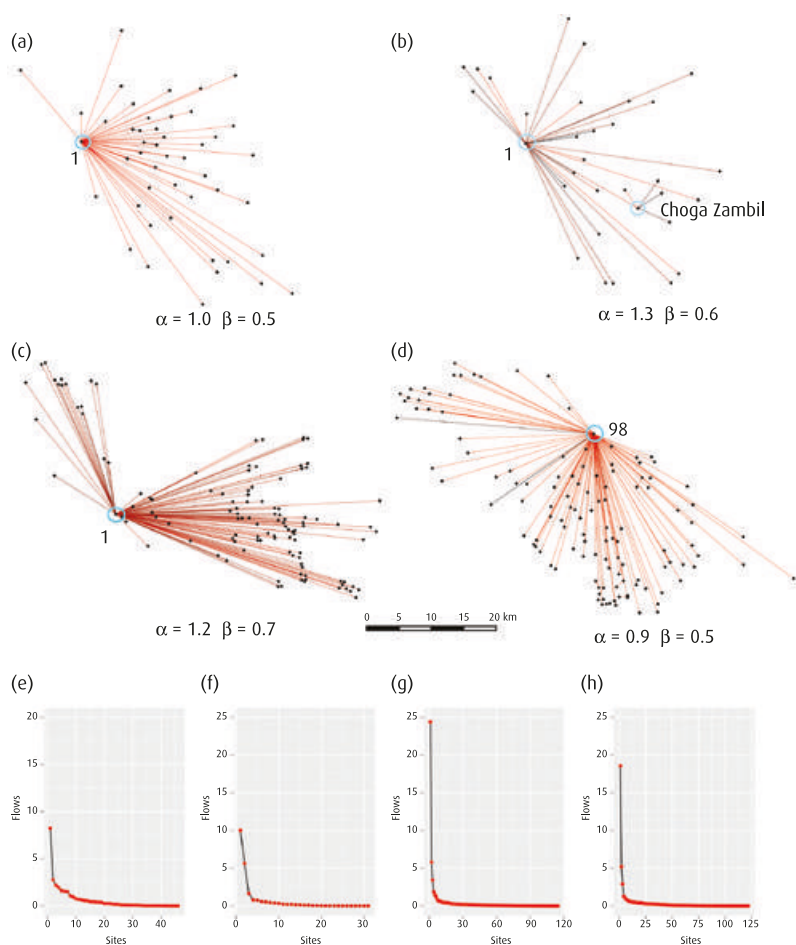 (a)
1
α = 1.0 β = 0.5
(b)
1
Choga Zambil
α = 1.3 β = 0.6
(c)
1
α = 1.2 β = 0.7
(d)
98
0 5 10 20 km
α = 0.9 β = 0.5
(e)
20
15
10
5
0
Flows
0 20 40
Sites
(f)
25
20
15
10
5
0
Flows
0 10 20 30
Sites
(g)
25
20
15
10
5
0
Flows
0 30 60 90 120
Sites
(h)
25
20
15
10
5
0
Flows
0 25 50 75 100 125
Sites